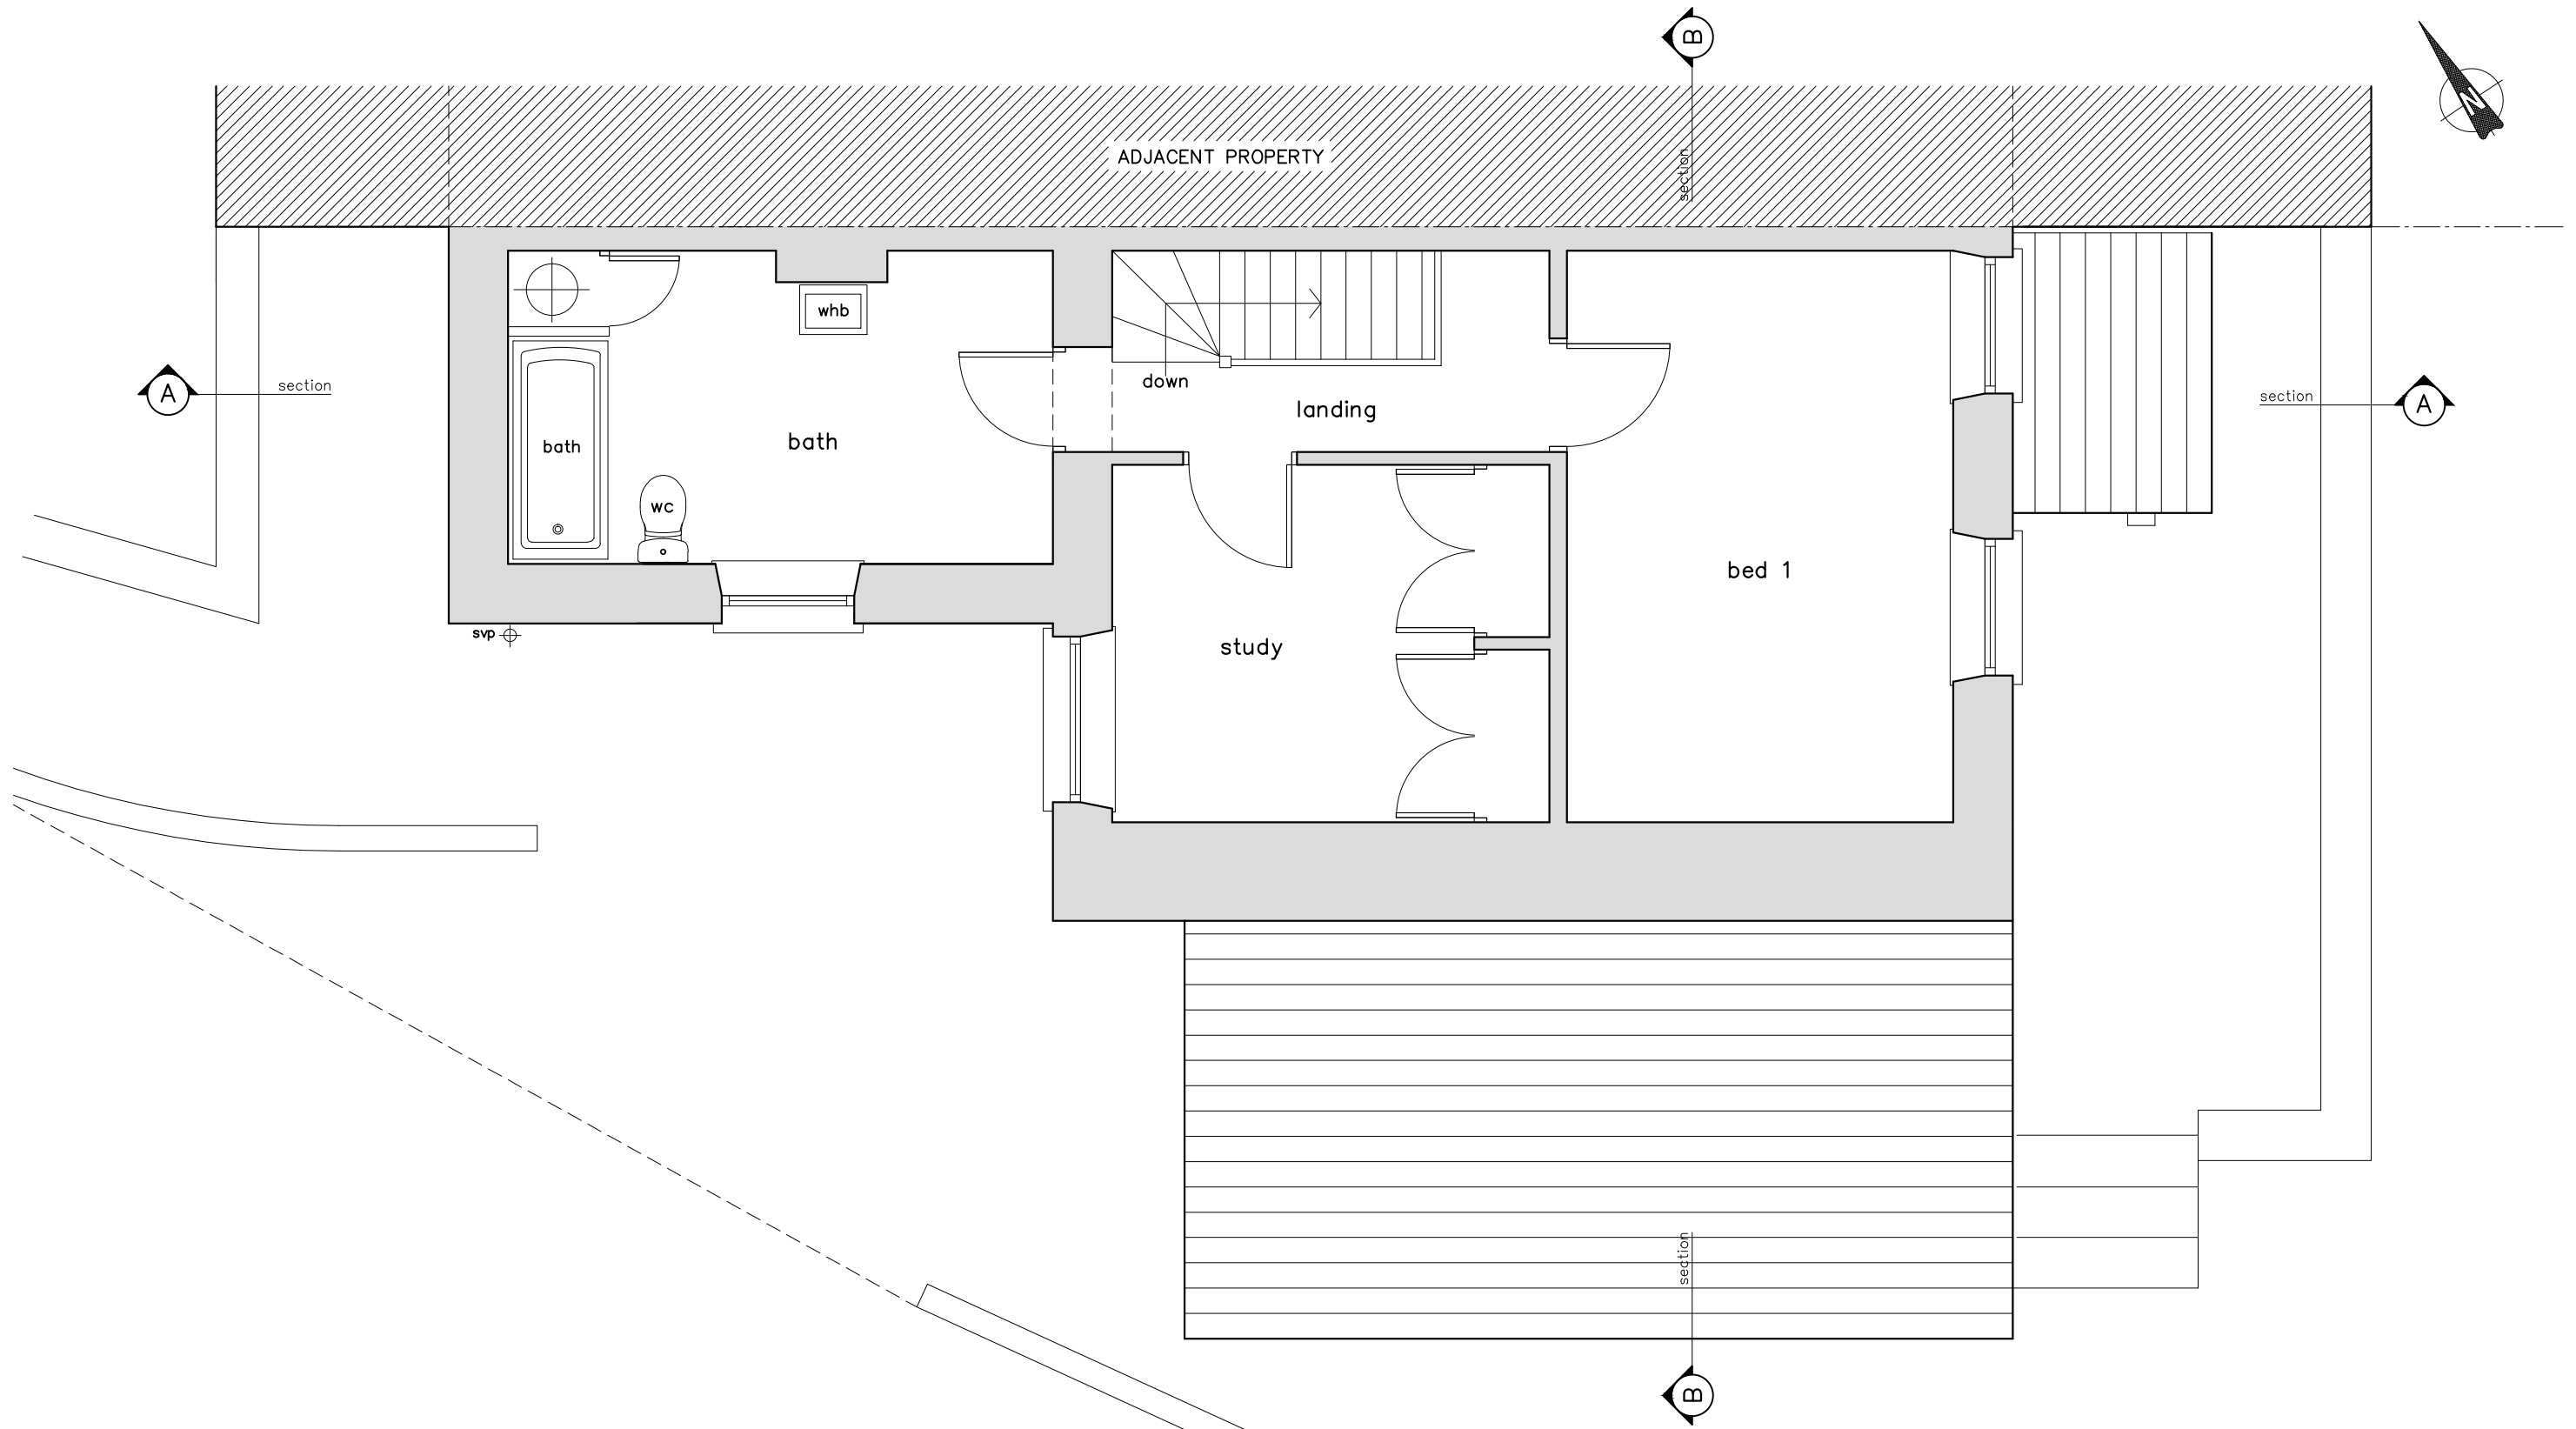 B
N
ADJACENT PROPERTY
section
whb
down
A
section
section
A
landing
bath
bath
wc
bed 1
svp
study
section
B